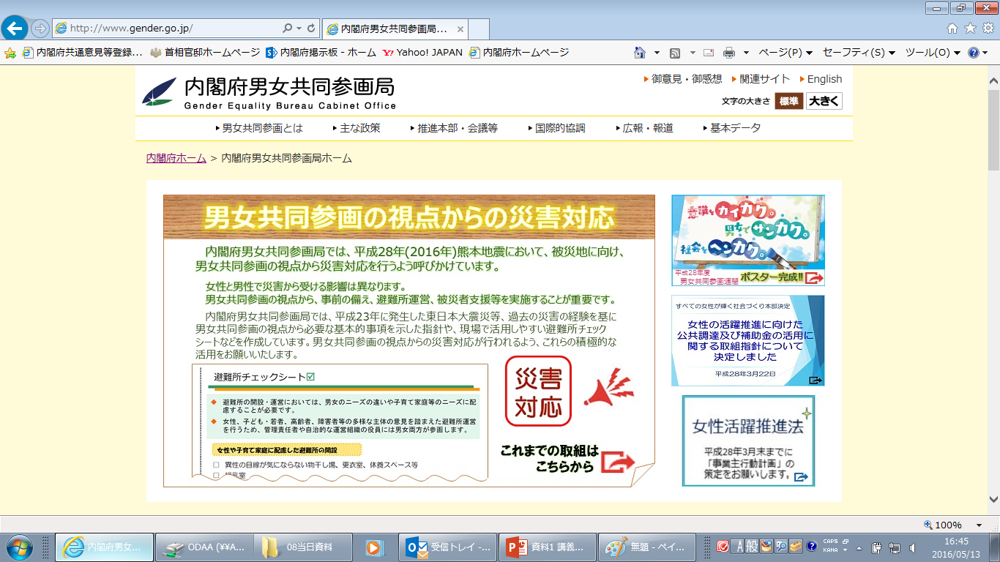 http://www.gender.go.jp/
内閣府男女共同参画局...
内閣府共通意見等登録... 首相官邸ホームページ 内閣府掲示板 - ホーム Yahoo! JAPAN 内閣府ホームページ
ページ(P) セーフティ(S) ツール(O)
内閣府男女共同参画局
Gender Equality Bureau Cabinet Office
御意見・御感想 関連サイト English
文字の大きさ 標準 大きく
男女共同参画とは 主な政策 推進本部・会議等 国際的協調 広報・報道 基本データ
内閣府ホーム > 内閣府男女共同参画局ホーム
男女共同参画の視点からの災害対応
内閣府男女共同参画局では、平成28年(2016年)熊本地震において、被災地に向け、
男女共同参画の視点から災害対応を行うよう呼びかけています。
女性と男性で災害から受ける影響は異なります。
男女共同参画の視点から、事前の備え、避難所運営、被災者支援等を実施することが重要です。
内閣府男女共同参画局では、平成23年に発生した東日本大震災等、過去の災害の経験を基に
男女共同参画の視点から必要な基本的事項を示した指針や、現場で活用しやすい避難所チェック
シートなどを作成しています。男女共同参画の視点からの災害対応が行われるよう、これらの積極的な
活用をお願いいたします。
避難所チェックシート☑
◆ 避難所の開設・運営においては、男女のニーズの違いや子育て家庭等のニーズに配
慮することが必要です。
◆ 女性、子ども・若者、高齢者、障害者等の多様な主体の意見を踏まえた避難所運営
を行うため、管理責任者や自治的な運営組織の役員には男女両方が参画します。
女性や子育て家庭に配慮した避難所の開設
□ 異性の目線が気にならない物干し場、更衣室、休養スペース等
□ 授乳室
災害
対応
これまでの取組は
こちらから
意識をカイカク。
男女でサンカク。
社会をヘンカク。
平成28年度
男女共同参画週間
ポスター完成!!
すべての女性が輝く社会づくり本部決定
女性の活躍推進に向けた
公共調達及び補助金の活用に
関する取組指針について
決定しました
平成28年3月22日
女性活躍推進法
平成28年3月末までに
「事業主行動計画」の
策定をお願いします。
100%
内閣府男女... ODAA (¥¥A... 08当日資料 受信トレイ -... 資料1 講義... 無題 - ペイ...
A 般 CAPS
KANA
16:45
2016/05/13